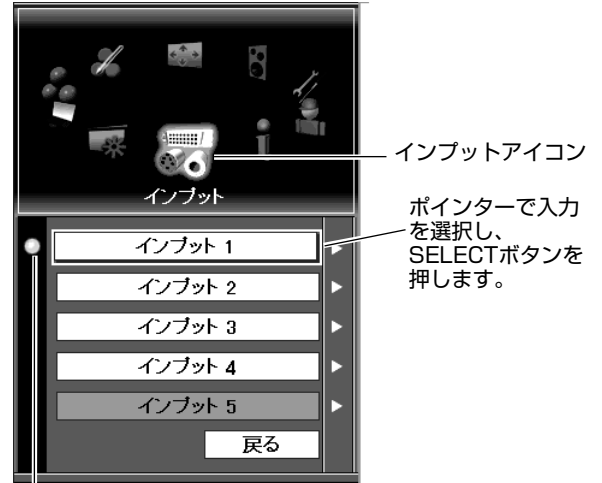 インプットアイコン
インプット
ポインターで入力
を選択し、
SELECTボタンを
押します。
インプット 1
インプット 2
インプット 3
インプット 4
インプット 5
戻る